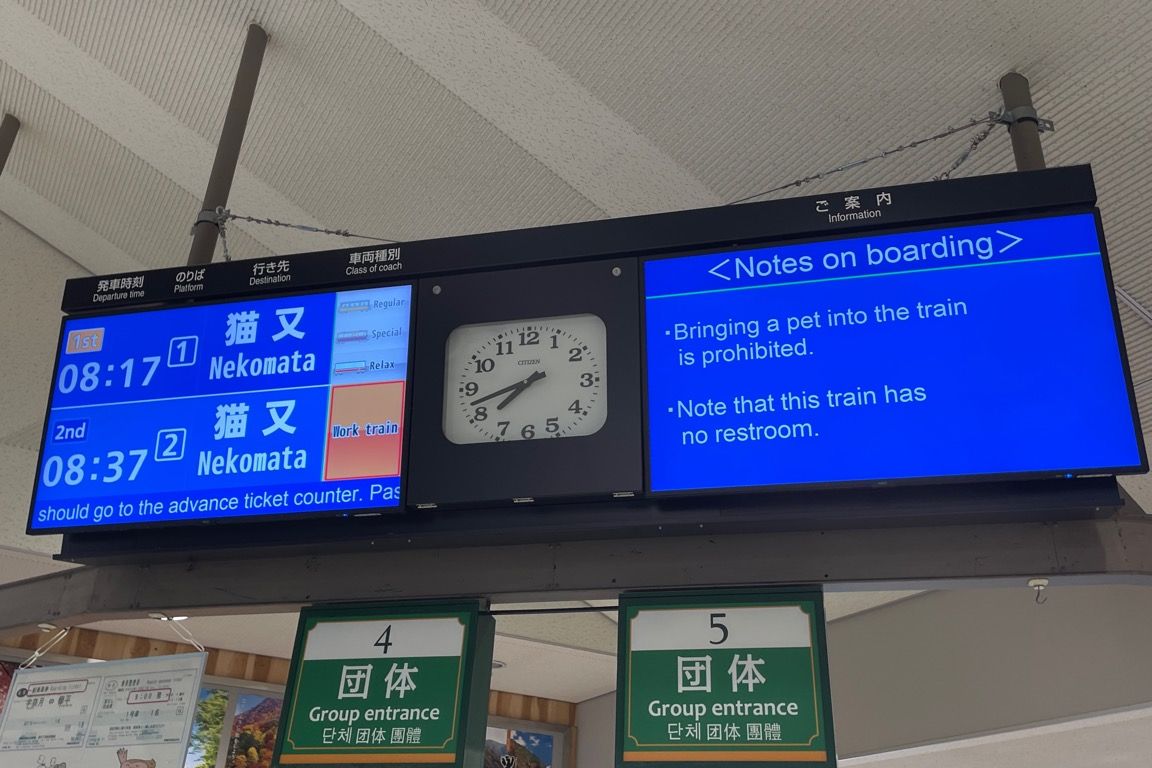 発車時刻
Departure time
のりば
Platform
行き先
Destination
車両種別
Class of coach
ご案内
Information
1st
08:17 1 猫又
Nekomata
Regular
Special
Relax
2nd
08:37 2 猫又
Nekomata
Work train
should go to the advance ticket counter. Pas
12
1
2
3
4
5
6
7
8
9
10
11
CITIZEN
<Notes on boarding>
・Bringing a pet into the train
is prohibited.
・Note that this train has
no restroom.
4
団体
Group entrance
단체 团体 團體
5
団体
Group entrance
단체 团体 團體